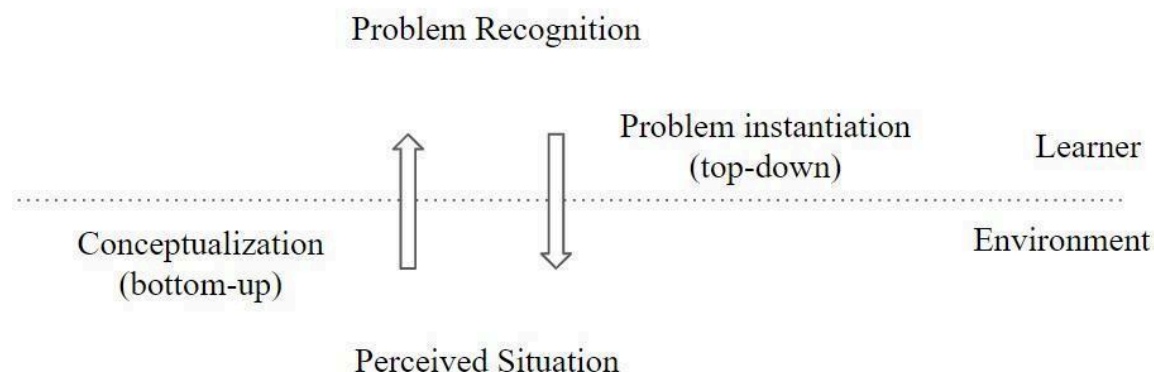 Problem Recognition
Problem instantiation
(top-down)
Learner
Conceptualization
(bottom-up)
Environment
Perceived Situation